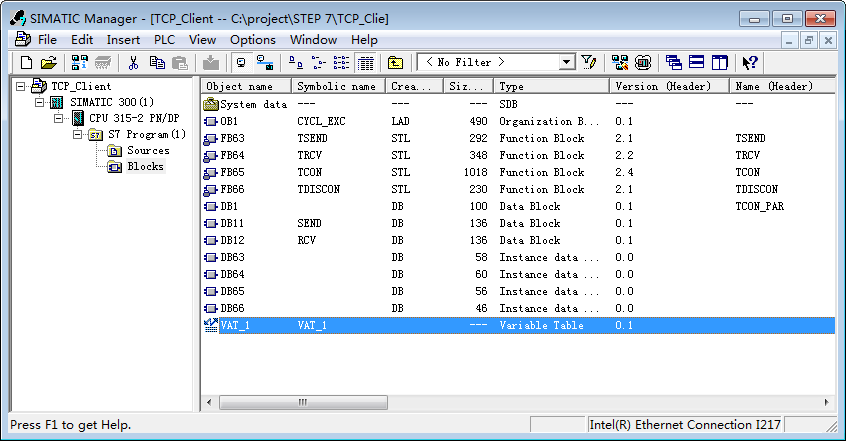 SIMATIC Manager - [TCP_Client -- C:\project\STEP 7\TCP_Clie]
File Edit Insert PLC View Options Window Help
< No Filter >
TCP_Client
SIMATIC 300(1)
CPU 315-2 PN/DP
S7 Program(1)
Sources
Blocks
Object name Symbolic name Crea... Siz... Type Version (Header) Name (Header)
System data --- --- --- SDB --- ---
OB1 CYCL_EXC LAD 490 Organization B... 0.1
FB63 TSEND STL 292 Function Block 2.1 TSEND
FB64 TRCV STL 348 Function Block 2.2 TRCV
FB65 TCON STL 1018 Function Block 2.4 TCON
FB66 TDISCON STL 230 Function Block 2.1 TDISCON
DB1 DB 100 Data Block 0.1 TCON_PAR
DB11 SEND DB 136 Data Block 0.1
DB12 RCV DB 136 Data Block 0.1
DB63 DB 58 Instance data ... 0.0
DB64 DB 60 Instance data ... 0.0
DB65 DB 56 Instance data ... 0.0
DB66 DB 46 Instance data ... 0.0
VAT_1 VAT_1 --- Variable Table 0.1
Press F1 to get Help. Intel(R) Ethernet Connection I217